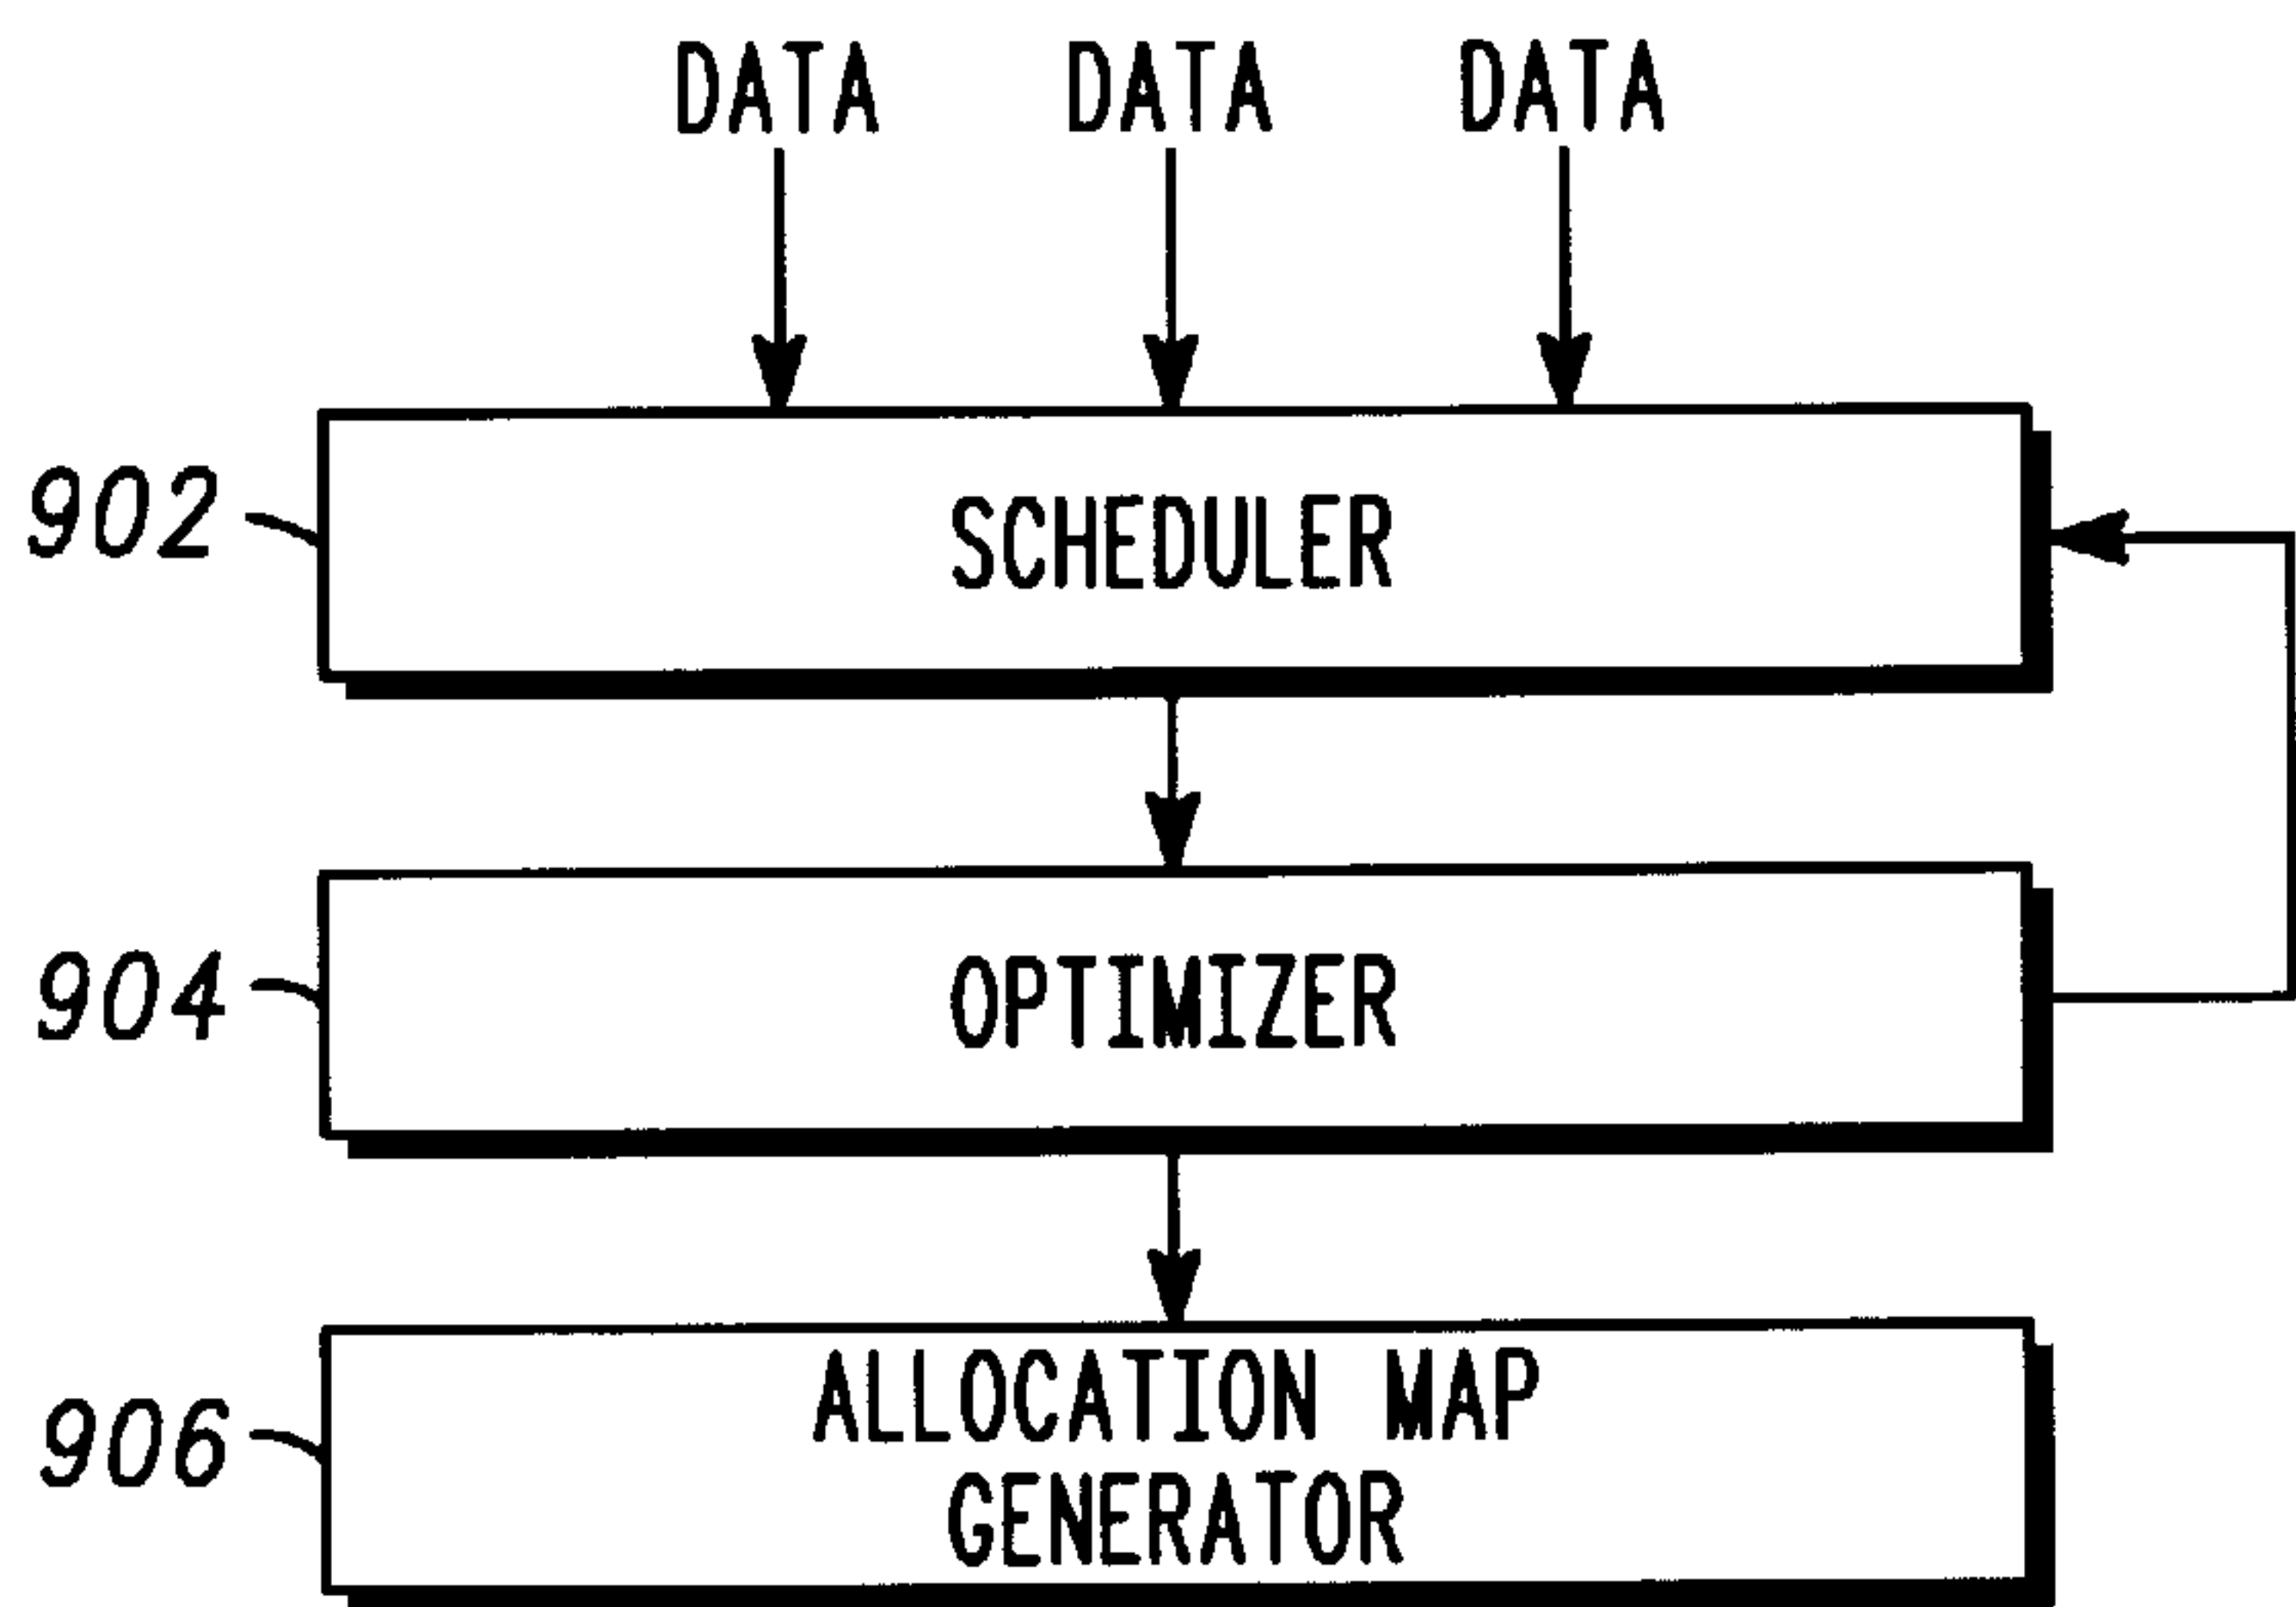 DATA DATA DATA
902
SCHEDULER
904
OPTIMIZER
906
ALLOCATION MAP
GENERATOR